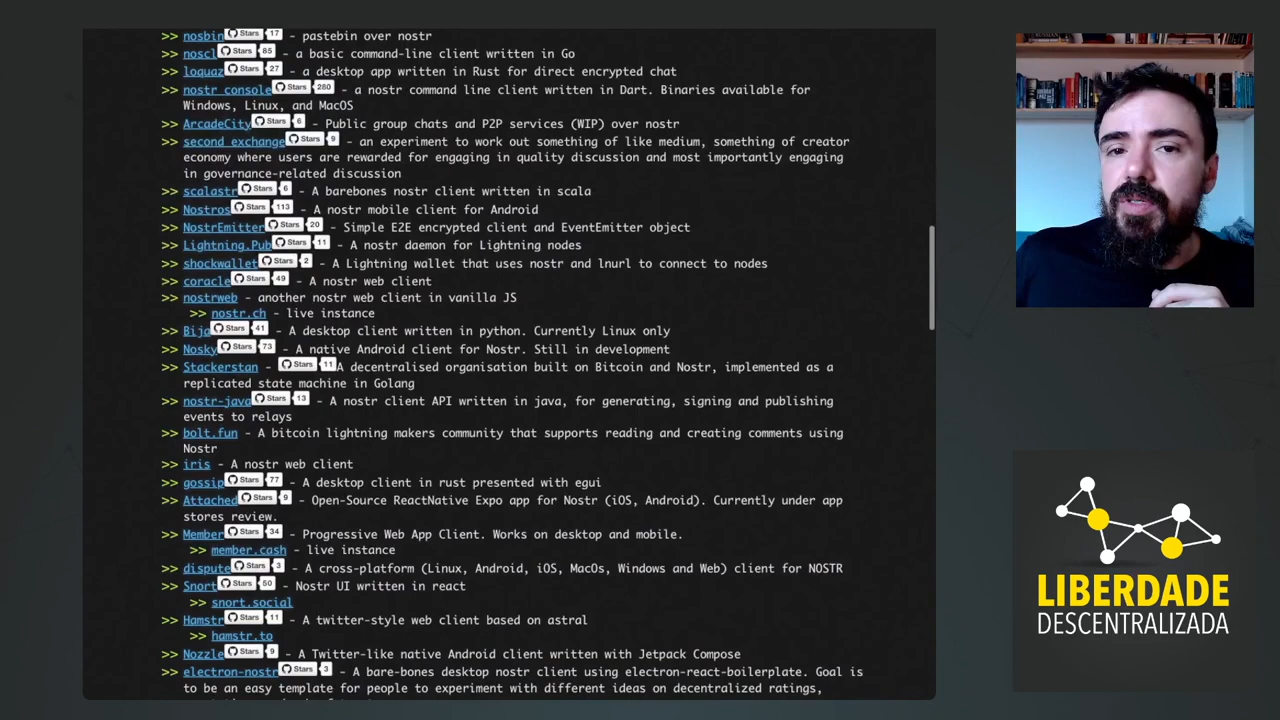 >> nosbin Stars 17 - pastebin over nostr
>> noscl Stars 85 - a basic command-line client written in Go
>> loquaz Stars 27 - a desktop app written in Rust for direct encrypted chat
>> nostr console Stars 280 - a nostr command line client written in Dart. Binaries available for
Windows, Linux, and MacOS
>> ArcadeCity Stars 6 - Public group chats and P2P services (WIP) over nostr
>> second exchange Stars 9 - an experiment to work out something of like medium, something of creator
economy where users are rewarded for engaging in quality discussion and most importantly engaging
in governance-related discussion
>> scalastr Stars 6 - A barebones nostr client written in scala
>> Nostros Stars 113 - A nostr mobile client for Android
>> NostrEmitter Stars 20 - Simple E2E encrypted client and EventEmitter object
>> Lightning.Pub Stars 11 - A nostr daemon for Lightning nodes
>> shockwallet Stars 2 - A Lightning wallet that uses nostr and lnurl to connect to nodes
>> coracle Stars 49 - A nostr web client
>> nostrweb - another nostr web client in vanilla JS
>> nostr.ch - live instance
>> Bija Stars 41 - A desktop client written in python. Currently Linux only
>> Nosky Stars 73 - A native Android client for Nostr. Still in development
>> Stackerstan - Stars 11 A decentralised organisation built on Bitcoin and Nostr, implemented as a
replicated state machine in Golang
>> nostr-java Stars 13 - A nostr client API written in java, for generating, signing and publishing
events to relays
>> bolt.fun - A bitcoin lightning makers community that supports reading and creating comments using
Nostr
>> iris - A nostr web client
>> gossip Stars 77 - A desktop client in rust presented with egui
>> Attached Stars 9 - Open-Source ReactNative Expo app for Nostr (iOS, Android). Currently under app
stores review.
>> Member Stars 34 - Progressive Web App Client. Works on desktop and mobile.
>> member.cash - live instance
>> dispute Stars 3 - A cross-platform (Linux, Android, iOS, MacOs, Windows and Web) client for NOSTR
>> Snort Stars 50 - Nostr UI written in react
>> snort.social
>> Hamstr Stars 11 - A twitter-style web client based on astral
>> hamstr.to
>> Nozzle Stars 9 - A Twitter-like native Android client written with Jetpack Compose
>> electron-nostr Stars 3 - A bare-bones desktop nostr client using electron-react-boilerplate. Goal is
to be an easy template for people to experiment with different ideas on decentralized ratings,
LIBERDADE
DESCENTRALIZADA